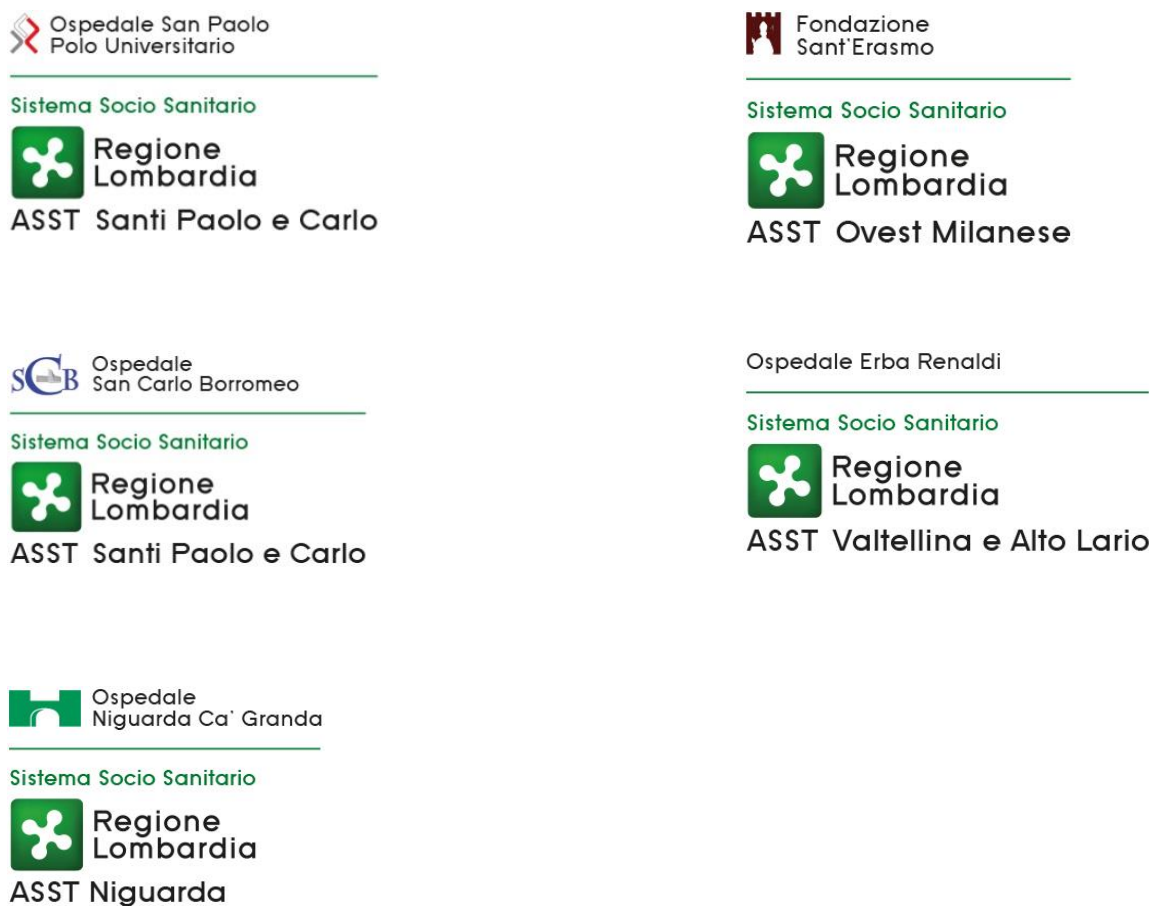 Ospedale San Paolo
Polo Universitario
Sistema Socio Sanitario
Regione
Lombardia
ASST Santi Paolo e Carlo
Fondazione
Sant'Erasmo
Sistema Socio Sanitario
Regione
Lombardia
ASST Ovest Milanese
SCB
Ospedale
San Carlo Borromeo
Sistema Socio Sanitario
Regione
Lombardia
ASST Santi Paolo e Carlo
Ospedale Erba Renaldi
Sistema Socio Sanitario
Regione
Lombardia
ASST Valtellina e Alto Lario
Ospedale
Niguarda Ca' Granda
Sistema Socio Sanitario
Regione
Lombardia
ASST Niguarda